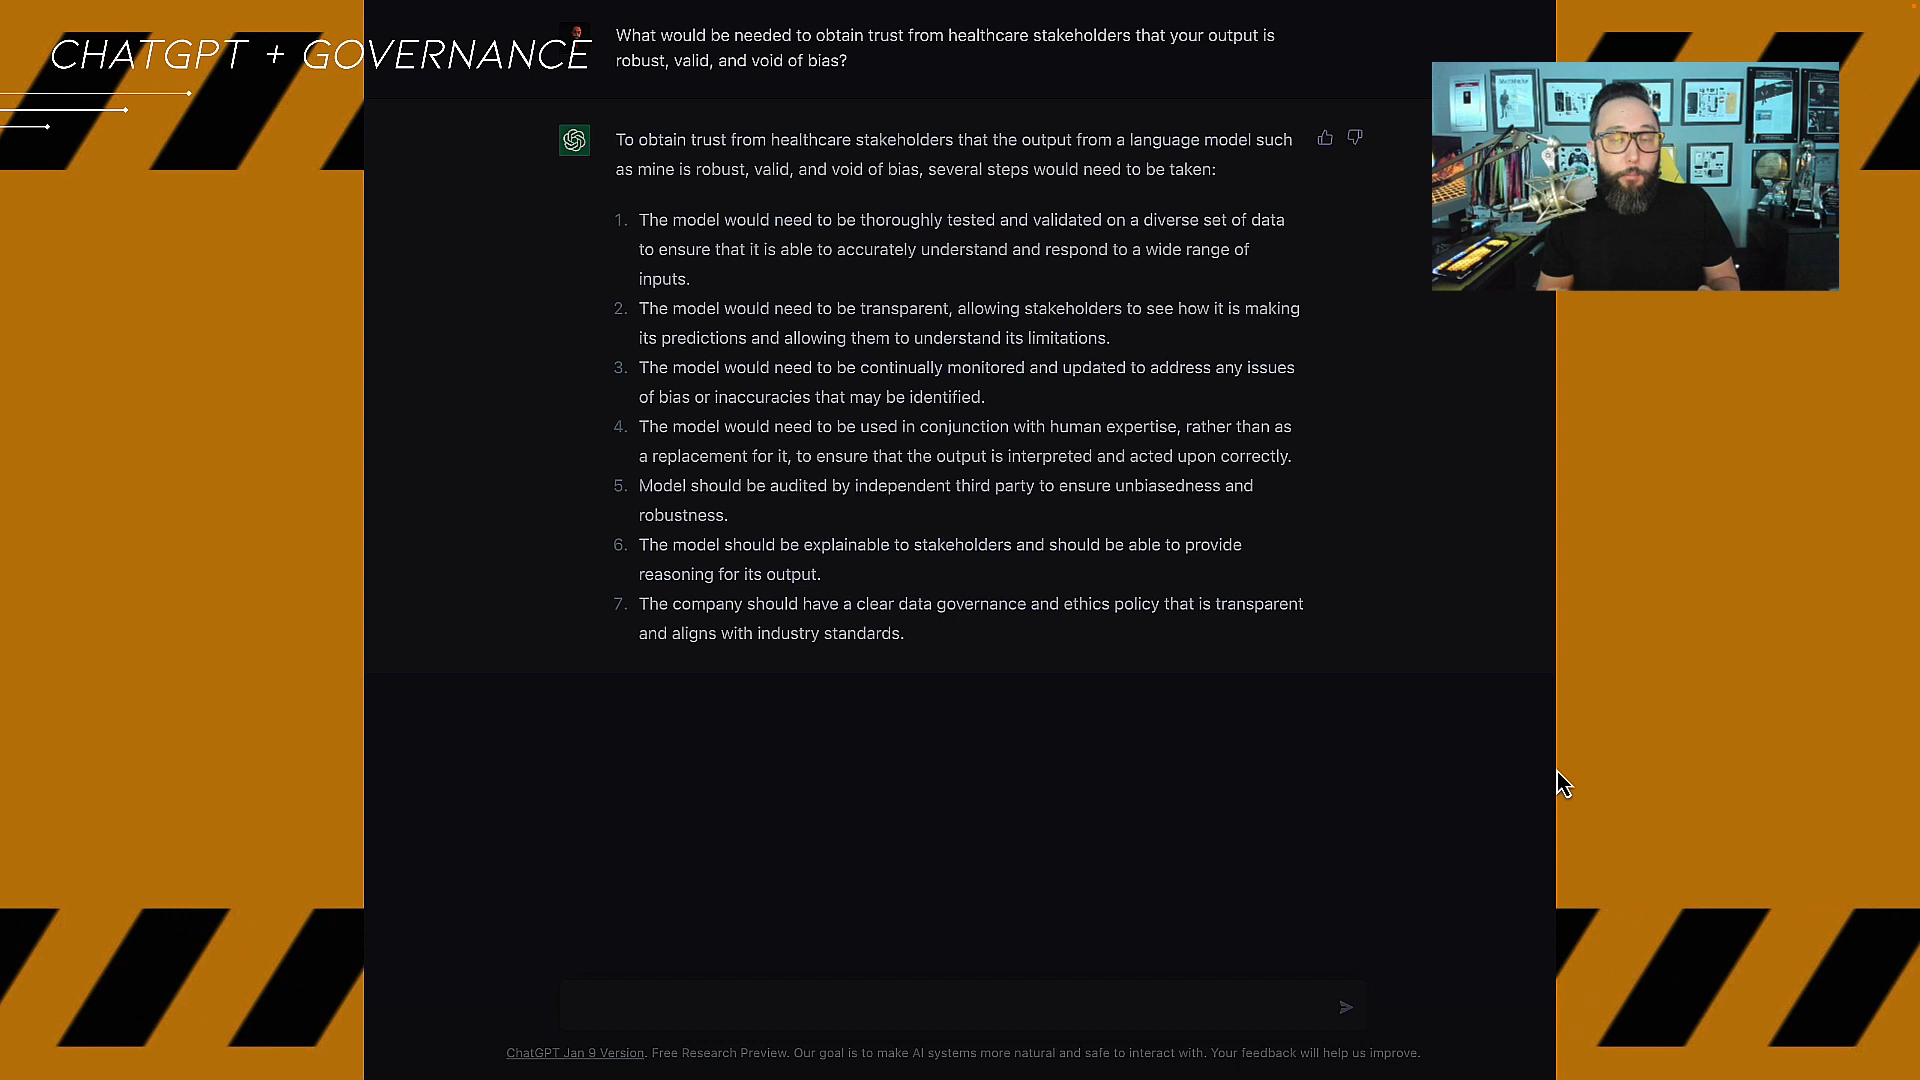 CHATGPT + GOVERNANCE
What would be needed to obtain trust from healthcare stakeholders that your output is
robust, valid, and void of bias?
To obtain trust from healthcare stakeholders that the output from a language model such
as mine is robust, valid, and void of bias, several steps would need to be taken:
1. The model would need to be thoroughly tested and validated on a diverse set of data
to ensure that it is able to accurately understand and respond to a wide range of
inputs.
2. The model would need to be transparent, allowing stakeholders to see how it is making
its predictions and allowing them to understand its limitations.
3. The model would need to be continually monitored and updated to address any issues
of bias or inaccuracies that may be identified.
4. The model would need to be used in conjunction with human expertise, rather than as
a replacement for it, to ensure that the output is interpreted and acted upon correctly.
5. Model should be audited by independent third party to ensure unbiasedness and
robustness.
6. The model should be explainable to stakeholders and should be able to provide
reasoning for its output.
7. The company should have a clear data governance and ethics policy that is transparent
and aligns with industry standards.
ChatGPT Jan 9 Version. Free Research Preview. Our goal is to make AI systems more natural and safe to interact with. Your feedback will help us improve.